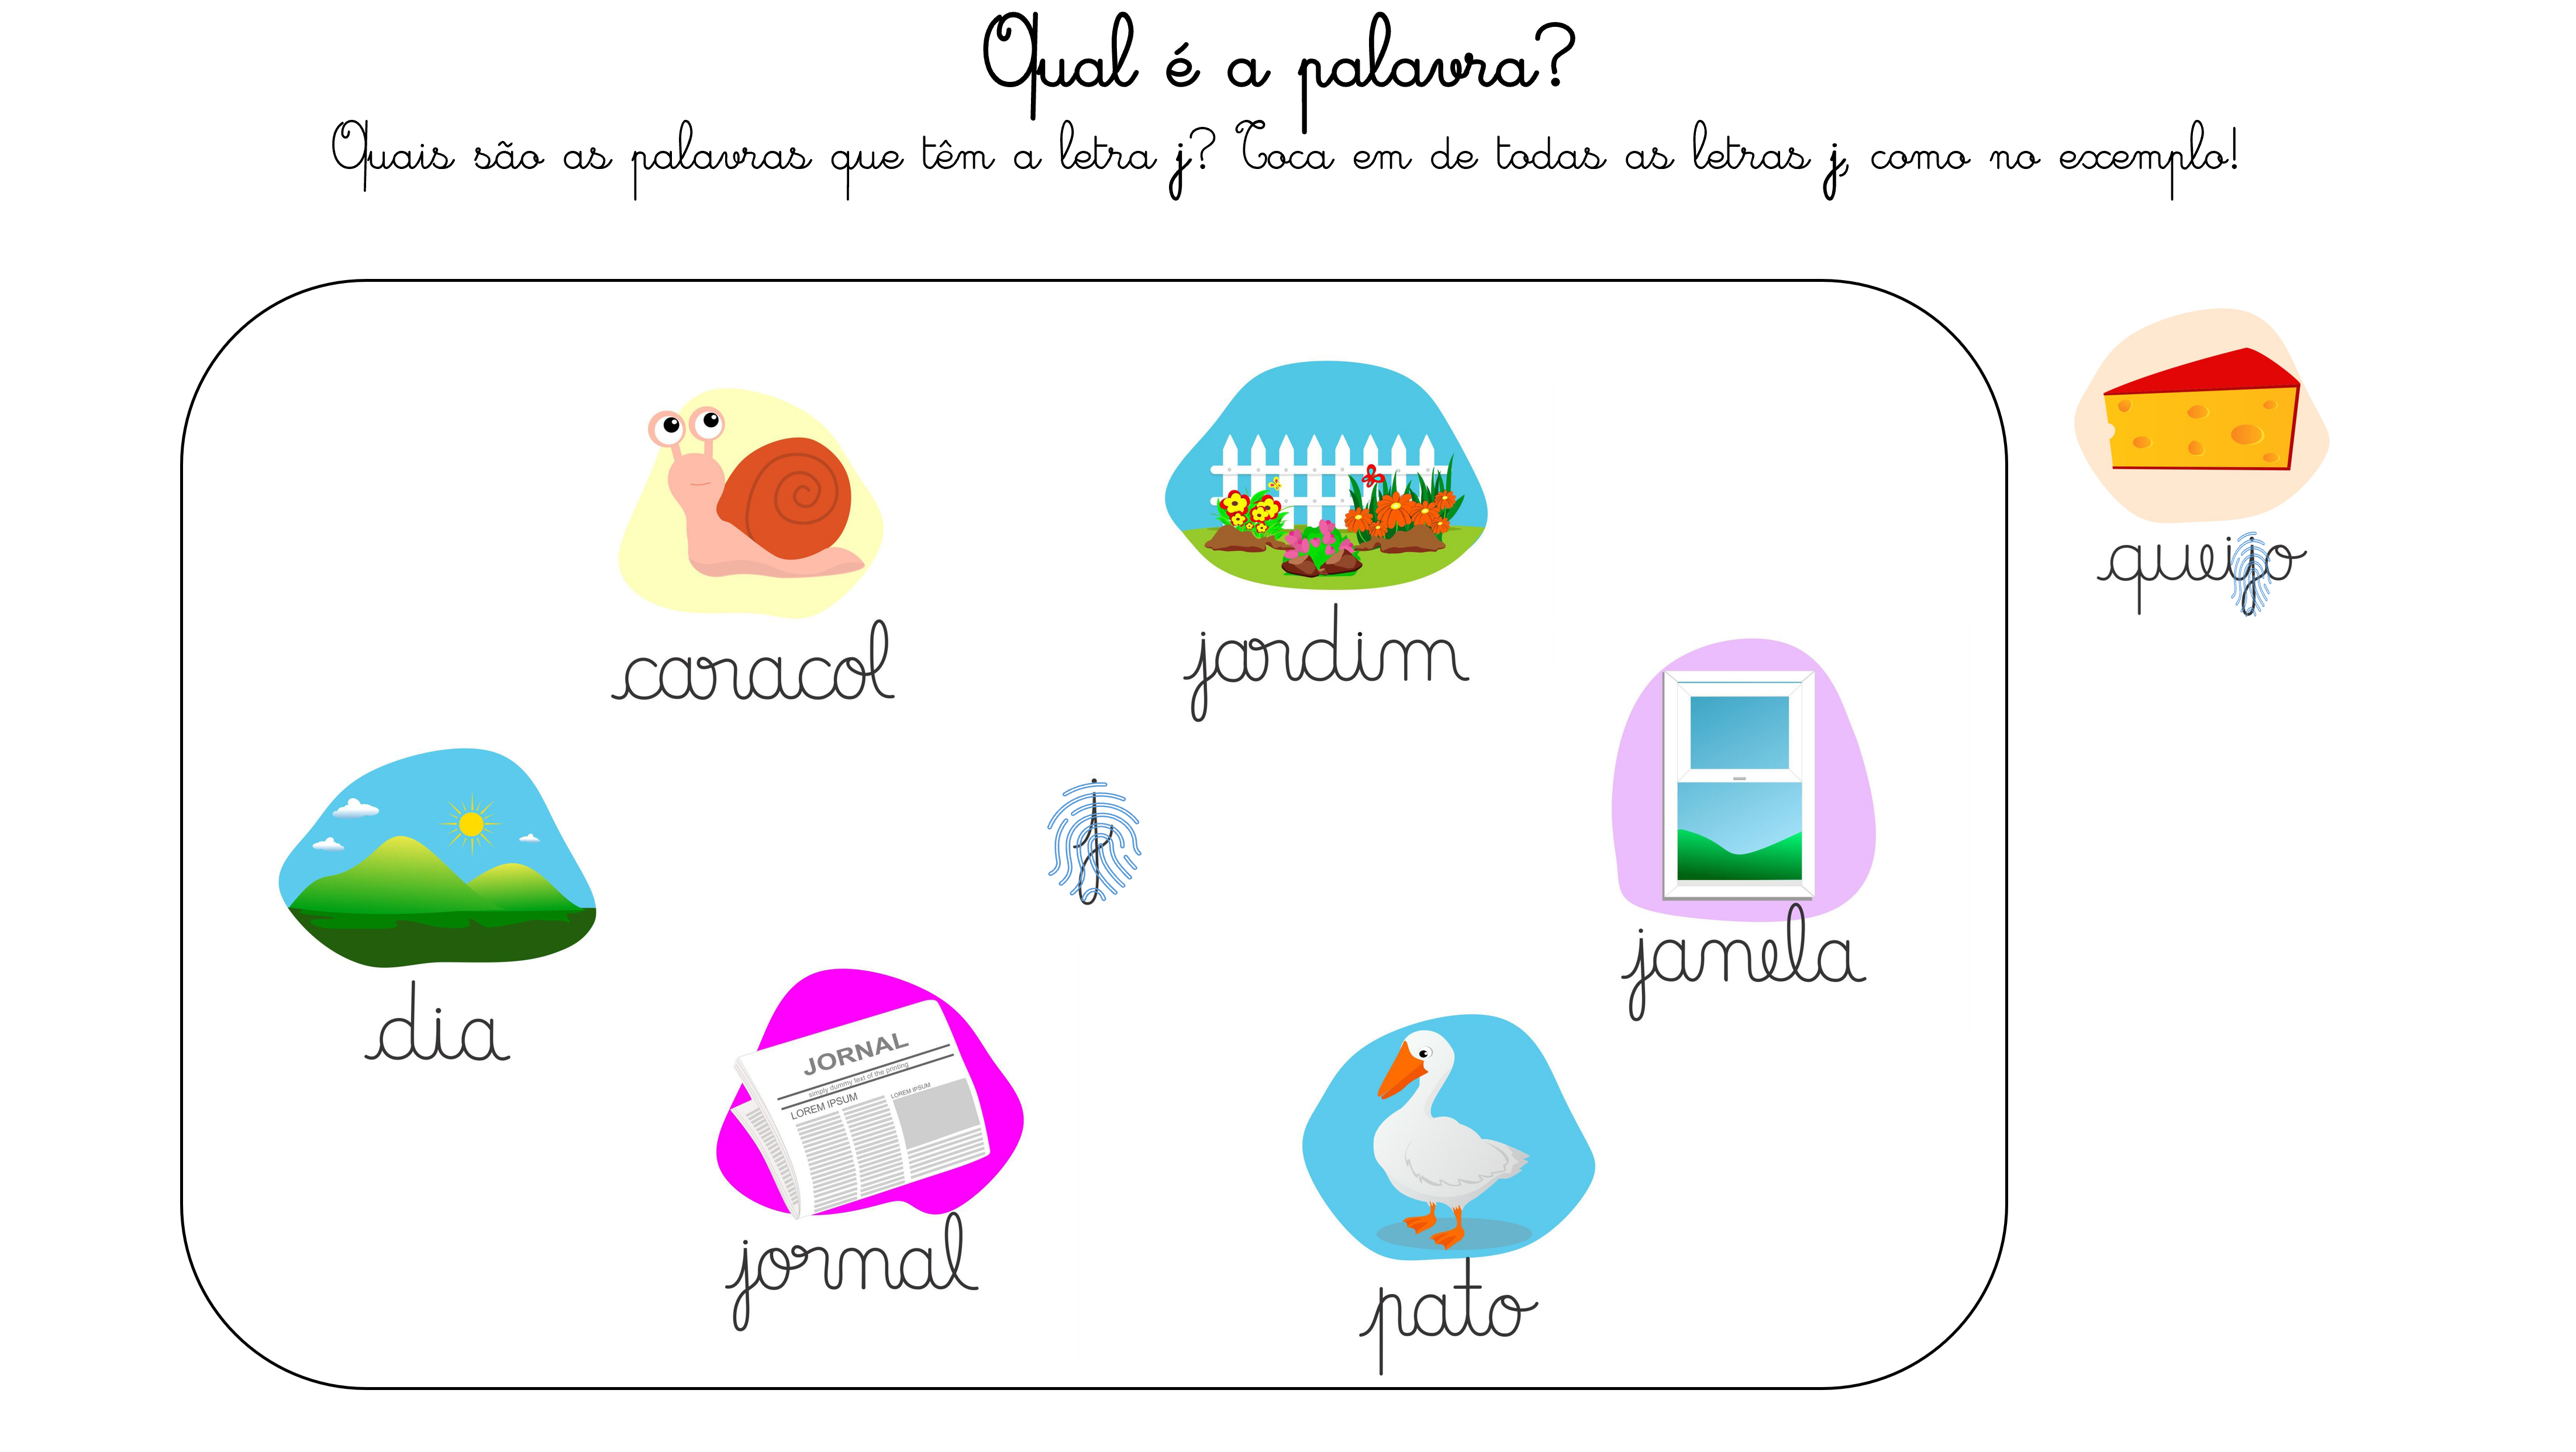 Qual é a palavra?
Quais são as palavras que têm a letra j? Toca em de todas as letras j, como no exemplo!
queijo
caracol
jardim
j
janela
dia
JORNAL
simply dummy text of the printing
LOREM IPSUM
LOREM IPSUM
jornal
pato